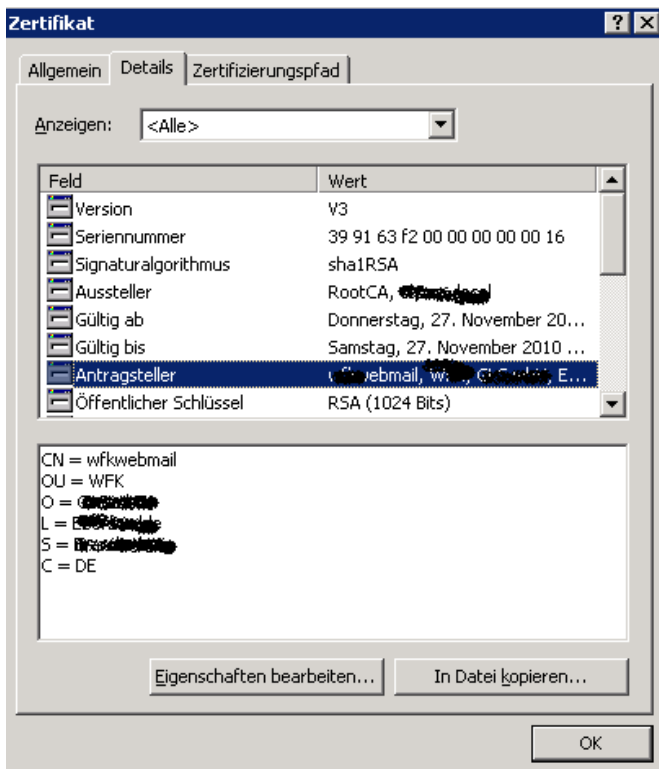 Zertifikat
Allgemein Details Zertifizierungspfad
Anzeigen: <Alle>
Feld Wert
Version V3
Seriennummer 39 91 63 f2 00 00 00 00 00 16
Signaturalgorithmus sha1RSA
Aussteller RootCA,
Gültig ab Donnerstag, 27. November 20...
Gültig bis Samstag, 27. November 2010 ...
Antragsteller E...
Öffentlicher Schlüssel RSA (1024 Bits)
CN = wfkwebmail
OU = WFK
O =
L =
S =
C = DE
Eigenschaften bearbeiten... In Datei kopieren...
OK